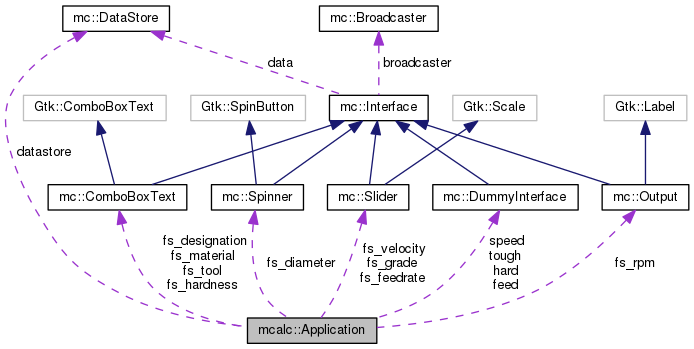 mc::DataStore
mc::Broadcaster
data
broadcaster
Gtk::ComboBoxText
Gtk::SpinButton
mc::Interface
Gtk::Scale
Gtk::Label
datastore
mc::ComboBoxText
mc::Spinner
mc::Slider
mc::DummyInterface
mc::Output
fs_designation
fs_material
fs_tool
fs_hardness
fs_diameter
fs_velocity
fs_grade
fs_feedrate
speed
tough
hard
feed
fs_rpm
mcalc::Application